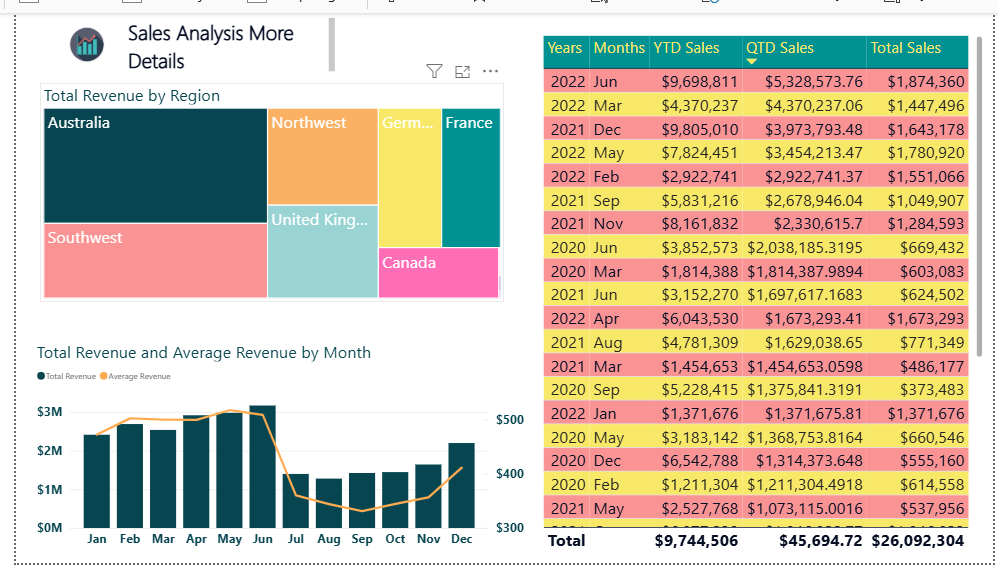 Sales Analysis More
Details
Total Revenue by Region
Australia
Northwest
Germ...
France
Southwest
United King...
Canada
Total Revenue and Average Revenue by Month
Total Revenue Average Revenue
$3M
$2M
$1M
$0M
$500
$400
$300
Jan Feb Mar Apr May Jun Jul Aug Sep Oct Nov Dec
Years Months YTD Sales QTD Sales Total Sales
2022 Jun $9,698,811 $5,328,573.76 $1,874,360
2022 Mar $4,370,237 $4,370,237.06 $1,447,496
2021 Dec $9,805,010 $3,973,793.48 $1,643,178
2022 May $7,824,451 $3,454,213.47 $1,780,920
2022 Feb $2,922,741 $2,922,741.37 $1,551,066
2021 Sep $5,831,216 $2,678,946.04 $1,049,907
2021 Nov $8,161,832 $2,330,615.7 $1,284,593
2020 Jun $3,852,573 $2,038,185.3195 $669,432
2020 Mar $1,814,388 $1,814,387.9894 $603,083
2021 Jun $3,152,270 $1,697,617.1683 $624,502
2022 Apr $6,043,530 $1,673,293.41 $1,673,293
2021 Aug $4,781,309 $1,629,038.65 $771,349
2021 Mar $1,454,653 $1,454,653.0598 $486,177
2020 Sep $5,228,415 $1,375,841.3191 $373,483
2022 Jan $1,371,676 $1,371,675.81 $1,371,676
2020 May $3,183,142 $1,368,753.8164 $660,546
2020 Dec $6,542,788 $1,314,373.648 $555,160
2020 Feb $1,211,304 $1,211,304.4918 $614,558
2021 May $2,527,768 $1,073,115.0016 $537,956
Total $9,744,506 $45,694.72 $26,092,304